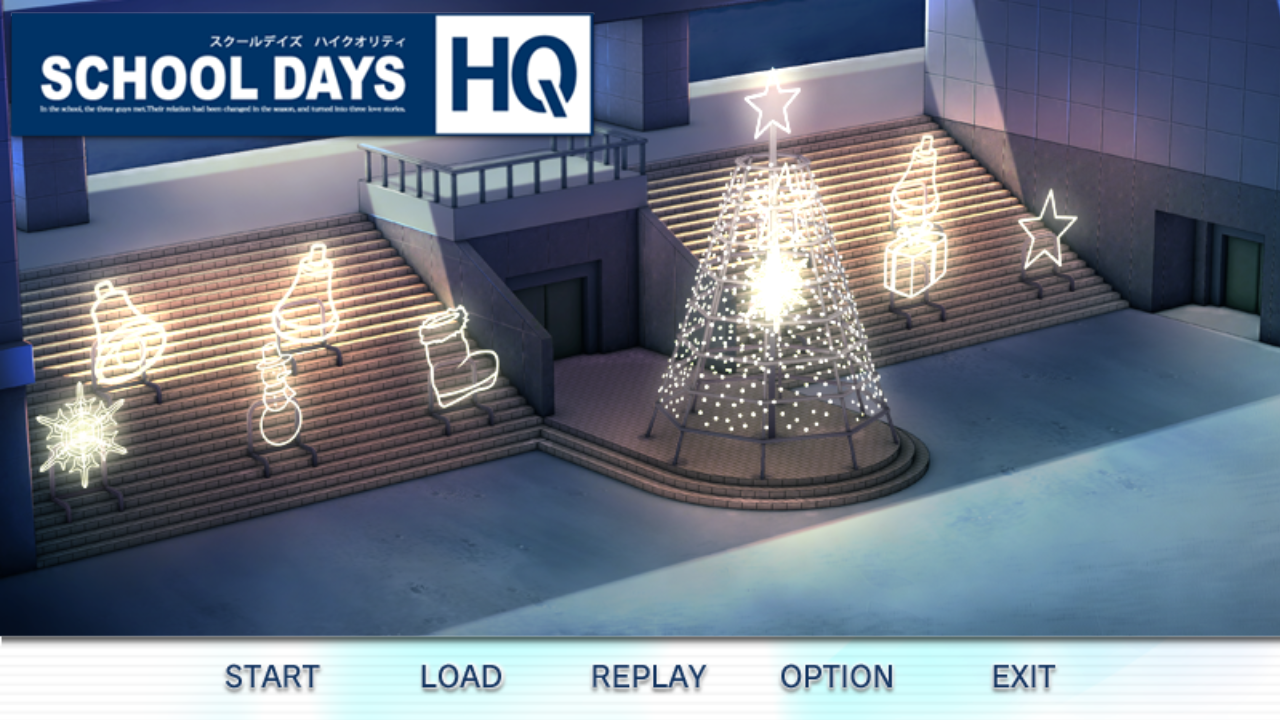 スクールデイズ ハイクオリティ
SCHOOL DAYS
HQ
In the school, the three guys met.Their relation had been changed in the season, and turned into three love stories.
START
LOAD
REPLAY
OPTION
EXIT